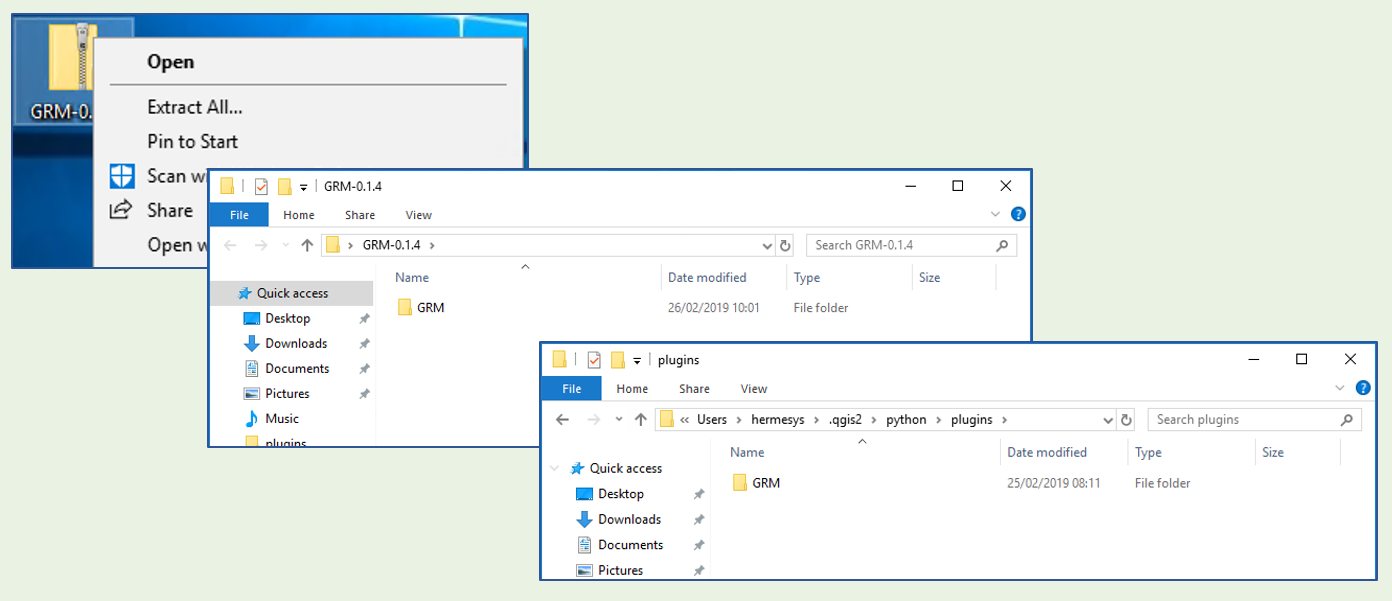 GRM-0.
Open
Extract All...
Pin to Start
Scan w
Share
Open w
GRM-0.1.4
File Home Share View
GRM-0.1.4
Search GRM-0.1.4
Name Date modified Type Size
Quick access
GRM 26/02/2019 10:01 File folder
Desktop
Downloads
Documents
Pictures
Music
plugins
plugins
File Home Share View
« Users hermesys .qgis2 python plugins
Search plugins
Name Date modified Type Size
Quick access
GRM 25/02/2019 08:11 File folder
Desktop
Downloads
Documents
Pictures